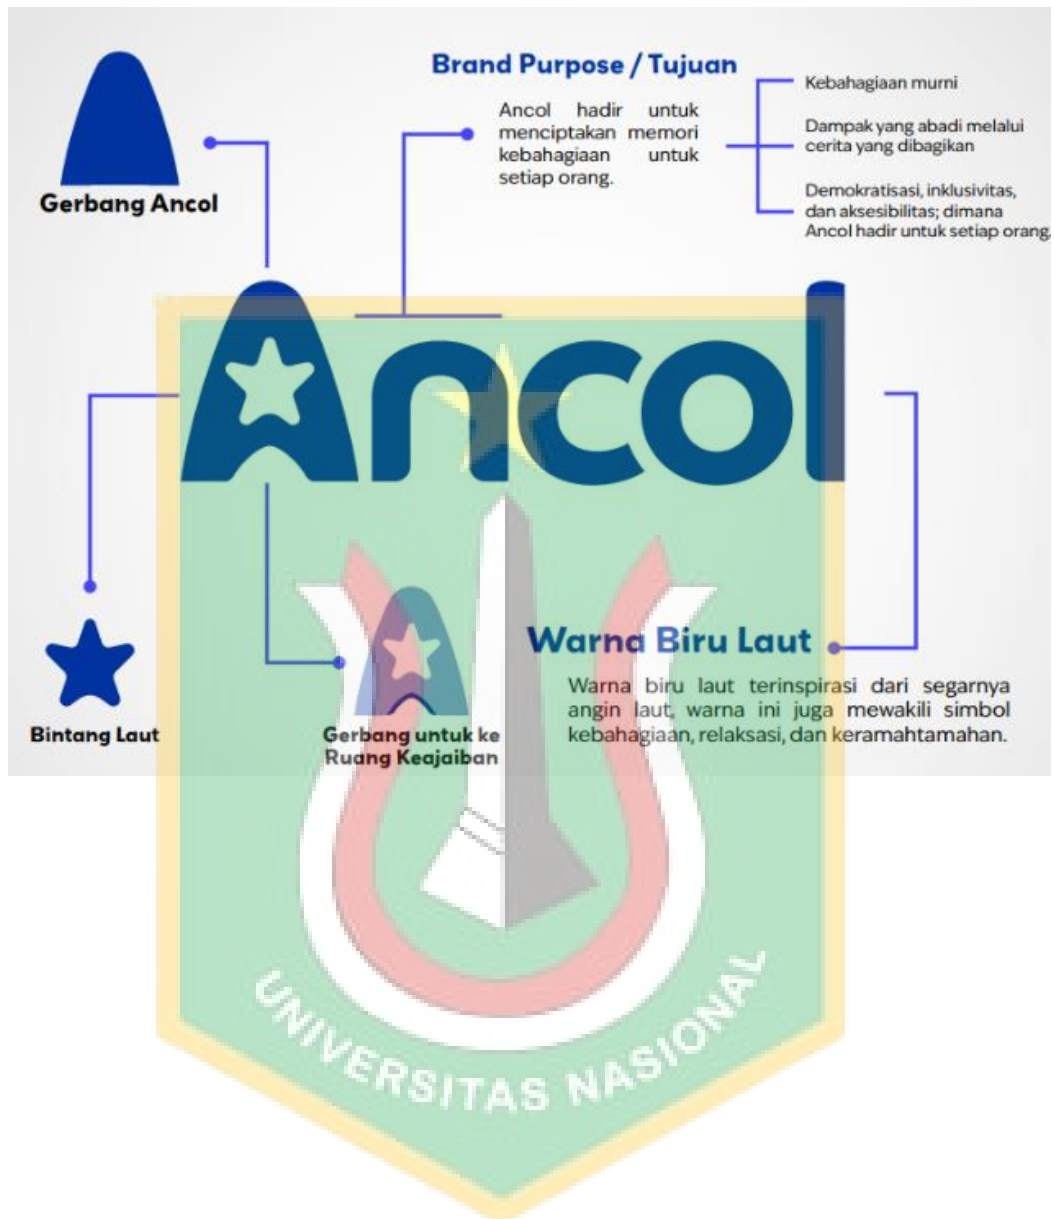 Brand Purpose / Tujuan
Ancol hadir untuk
menciptakan memori
kebahagiaan untuk
setiap orang.
Kebahagiaan murni
Dampak yang abadi melalui
cerita yang dibagikan
Demokratisasi, inklusivitas,
dan aksesibilitas; dimana
Ancol hadir untuk setiap orang.
Gerbang Ancol
Ancol
Bintang Laut
Gerbang untuk ke
Ruang Keajaiban
Warna Biru Laut
Warna biru laut terinspirasi dari segarnya
angin laut, warna ini juga mewakili simbol
kebahagiaan, relaksasi, dan keramahtamahan.
UNIVERSITAS NASIONAL